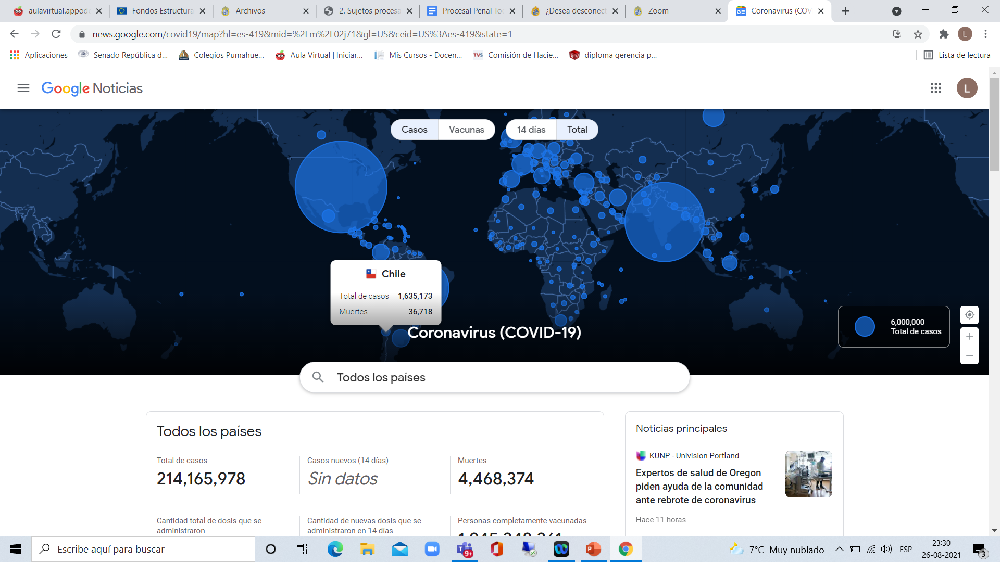 aulavirtual.appode
Fondos Estructura
Archivos
2. Sujetos procesa
Procesal Penal Too
¿Desea desconect
Zoom
Coronavirus (COV
news.google.com/covid19/map?hl=es-419&mid=%2Fm%2F02j71&gl=US&ceid=US%3Aes-419&state=1
L
Aplicaciones
Senado República d...
Colegios Pumahue...
Aula Virtual | Iniciar...
Mis Cursos - Docen...
TVS Comisión de Hacie...
diploma gerencia p...
Lista de lectura
Google Noticias
L
Casos
Vacunas
14 días
Total
Chile
Total de casos 1,635,173
Muertes 36,718
Coronavirus (COVID-19)
6,000,000
Total de casos
Todos los países
Todos los países
Total de casos
214,165,978
Casos nuevos (14 días)
Sin datos
Muertes
4,468,374
Cantidad total de dosis que se
administraron
Cantidad de nuevas dosis que se
administraron en 14 días
Personas completamente vacunadas
Noticias principales
KUNP - Univision Portland
Expertos de salud de Oregon
piden ayuda de la comunidad
ante rebrote de coronavirus
Hace 11 horas
Escribe aquí para buscar
9+
7°C Muy nublado
ESP
23:30
26-08-2021
3